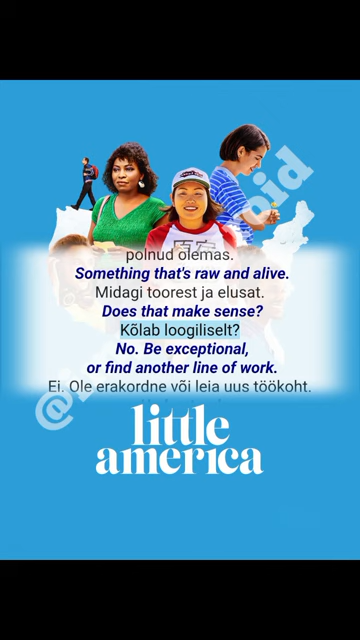 polnud olemas.
Something that's raw and alive.
Midagi toorest ja elusat.
Does that make sense?
Kõlab loogiliselt?
No. Be exceptional,
or find another line of work.
Ei. Ole erakordne või leia uus töökoht.
little
america